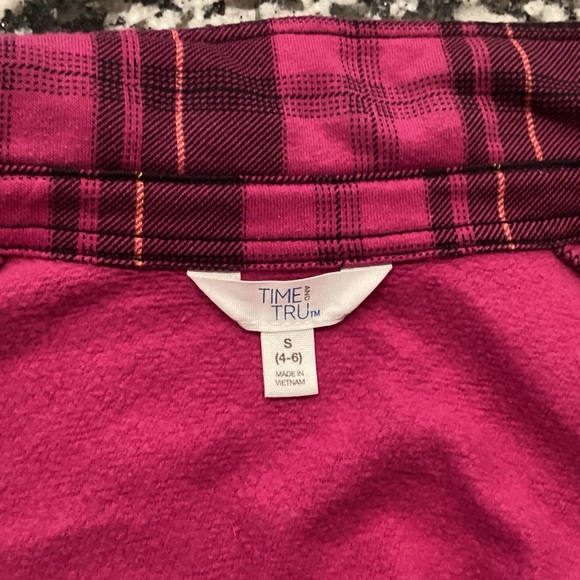 TIME AND
TRU™
S
(4-6)
MADE IN
VIETNAM